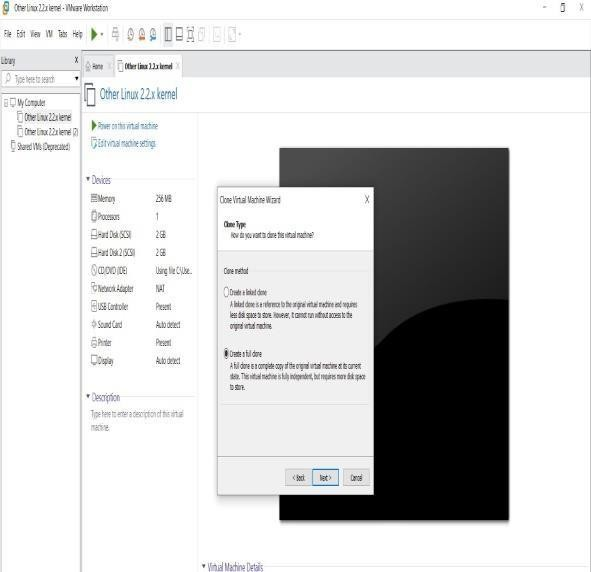 Other Linux 2.2.x kernel - VMware Workstation
File Edit View VM Tabs Help
Library X
Type here to search
My Computer
Other Linux 2.2.x kernel
Other Linux 2.2.x kernel (2)
Shared VMs (Deprecated)
Home X Other Linux 2.2.x kernel X
Other Linux 2.2.x kernel
Power on this virtual machine
Edit virtual machine settings
Devices
Memory 256 MB
Processors 1
Hard Disk (SCSI) 2 GB
Hard Disk 2 (SCSI) 2 GB
CD/DVD (IDE) Using file C:\Use...
Network Adapter NAT
USB Controller Present
Sound Card Auto detect
Printer Present
Display Auto detect
Description
Type here to enter a description of this virtual
machine.
Clone Virtual Machine Wizard X
Clone Type
How do you want to clone this virtual machine?
Clone method
Create a linked clone
A linked clone is a reference to the original virtual machine and requires
less disk space to store. However, it cannot run without access to the
original virtual machine.
Create a full clone
A full clone is a complete copy of the original virtual machine at its current
state. This virtual machine is fully independent, but requires more disk space
to store.
< Back Next > Cancel
Virtual Machine Details